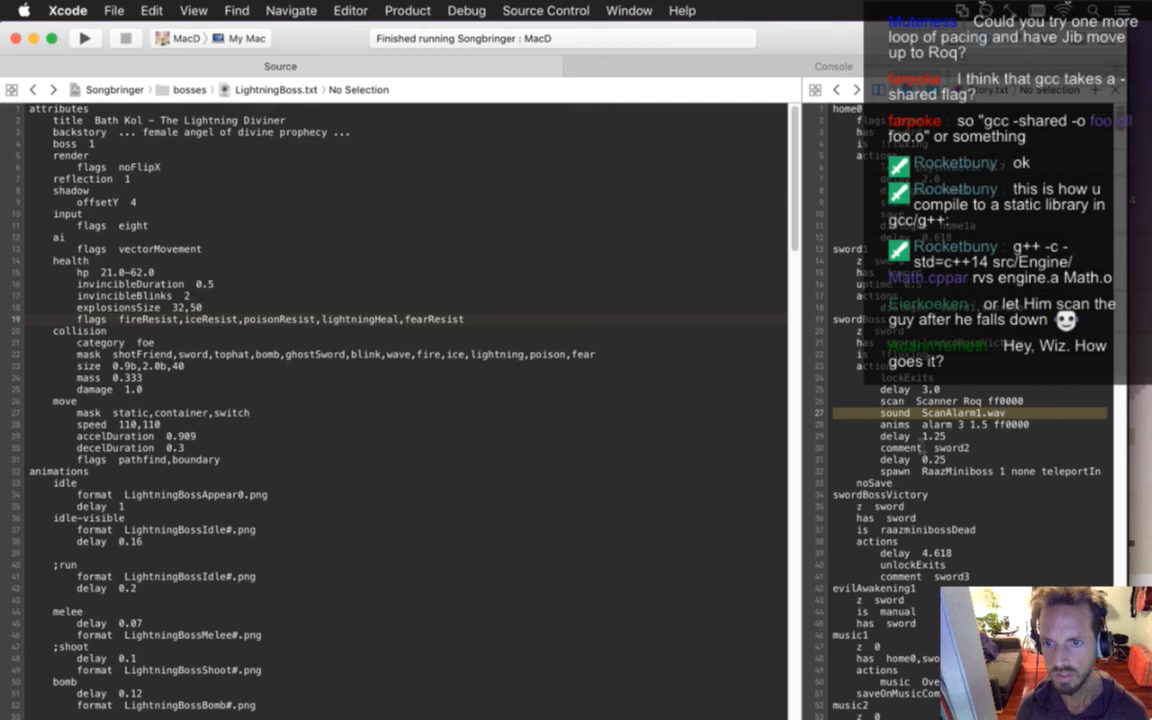 Xcode File Edit View Find Navigate Editor Product Debug Source Control Window Help
MacD My Mac Finished running Songbringer : MacD
Source Console
Songbringer bosses LightningBoss.txt No Selection
attributes
title Bath Kol - The Lightning Diviner
backstory ... female angel of divine prophecy ...
boss 1
render
flags noFlipX
reflection 1
shadow
offsetY 4
input
flags eight
ai
flags vectorMovement
health
hp 21.0~62.0
invincibleDuration 0.5
invincibleBlinks 2
explosionsSize 32,50
flags fireResist,iceResist,poisonResist,lightningHeal,fearResist
collision
category foe
mask shotFriend,sword,tophat,bomb,ghostSword,blink,wave,fire,ice,lightning,poison,fear
size 0.9b,2.0b,40
mass 0.333
damage 1.0
move
mask static,container,switch
speed 110,110
accelDuration 0.909
decelDuration 0.3
flags pathfind,boundary
animations
idle
format LightningBossAppear0.png
delay 1
idle-visible
format LightningBossIdle#.png
delay 0.16
;run
format LightningBossIdle#.png
delay 0.2
melee
delay 0.07
format LightningBossMelee#.png
;shoot
delay 0.1
format LightningBossShoot#.png
bomb
delay 0.12
format LightningBossBomb#.png
home0
delay 3.0
scan Scanner Roq ff0000
sound ScanAlarm1.wav
anims alarm 3 1.5 ff0000
delay 1.25
comment sword2
delay 0.25
spawn RaazMiniboss 1 none teleportIn
noSave
swordBossVictory
z sword
has sword
is raazminibossDead
actions
delay 4.618
unlockExits
comment sword3
evilAwakening1
z sword
is manual
has sword
music1
z 0
has home0,sw
actions
music Ove
saveOnMusicCom
music2
z 0
Muteness Could you try one more
loop of pacing and have Jib move
up to Roq?
farpoke I think that gcc takes a -
shared flag?
farpoke so "gcc -shared -o foo.dll
foo.o" or something
Rocketbuny ok
Rocketbuny this is how u
compile to a static library in
gcc/g++:
Rocketbuny g++ -c -
std=c++14 src/Engine/
Math.cppar rvs engine.a Math.o
or let Him scan the
guy after he falls down
Hey, Wiz. How
goes it?